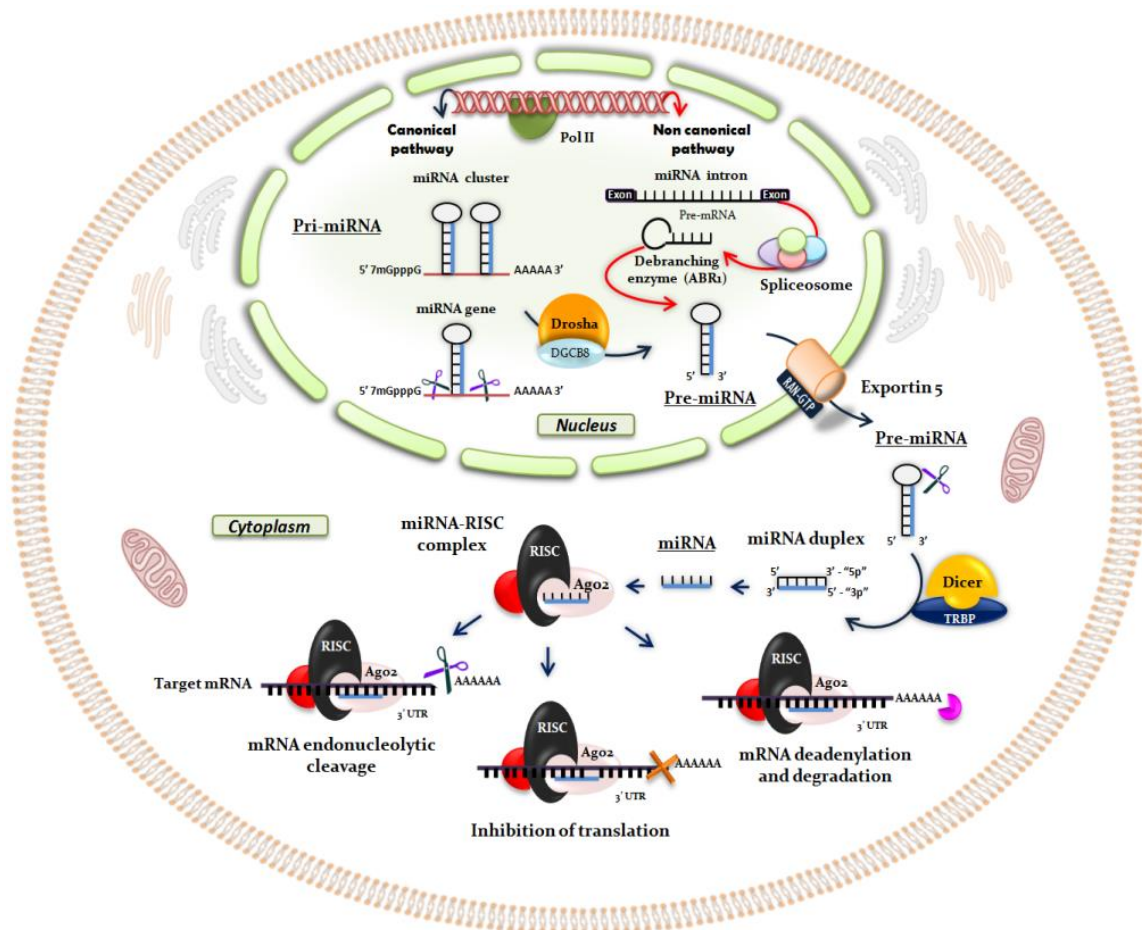 Canonical
pathway
Pol II
Non canonical
pathway
miRNA cluster
miRNA intron
Exon
Exon
Pre-mRNA
Pri-miRNA
5' 7mGpppG
AAAAA 3'
Debranching
enzyme (ABR1)
Spliceosome
miRNA gene
Drosha
DGCB8
5' 7mGpppG
AAAAA 3'
5'
3'
Pre-miRNA
RAN-GTP
Exportin 5
Nucleus
Pre-miRNA
5'
3'
Cytoplasm
miRNA-RISC
complex
RISC
Ago2
miRNA
miRNA duplex
5'
3' - "5p"
3'
5' - "3p"
Dicer
TRBP
Target mRNA
RISC
Ago2
AAAAAA
3' UTR
mRNA endonucleolytic
cleavage
RISC
Ago2
AAAAAA
3' UTR
Inhibition of translation
RISC
Ago2
AAAAAA
3' UTR
mRNA deadenylation
and degradation